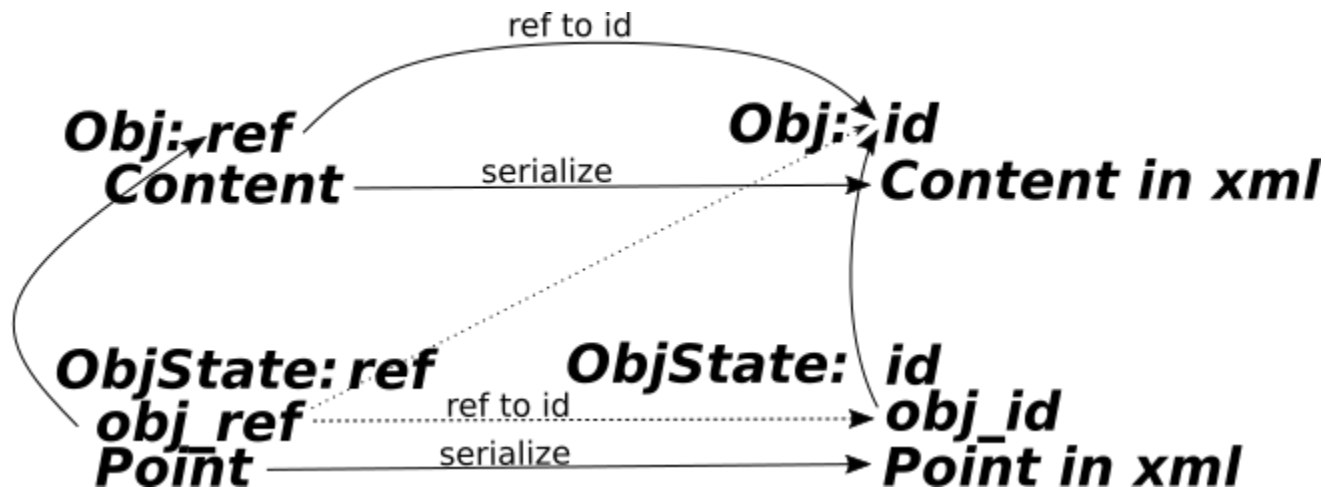 ref to id
Obj: ref
Obj: id
Content
serialize
Content in xml
ObjState: ref
ObjState: id
obj_ref
ref to id
obj_id
Point
serialize
Point in xml